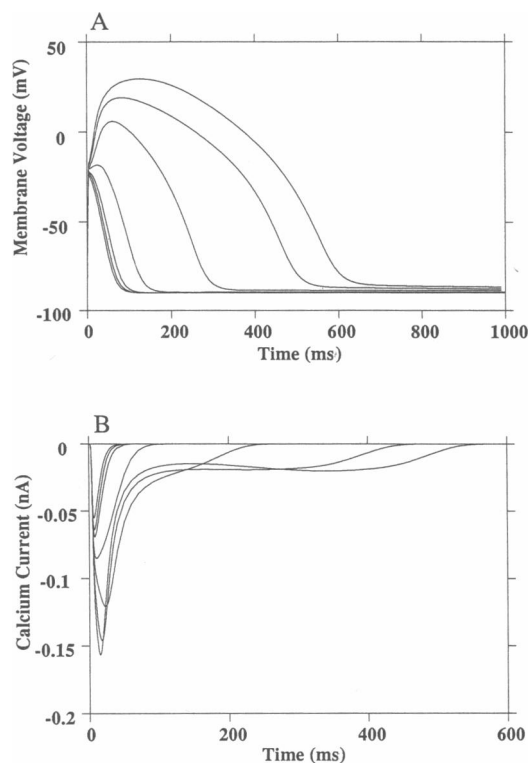 A
50
0
-50
-100
Membrane Voltage (mV)
0 200 400 600 800 1000
Time (ms)
B
0
-0.05
-0.1
-0.15
-0.2
Calcium Current (nA)
0 200 400 600
Time (ms)